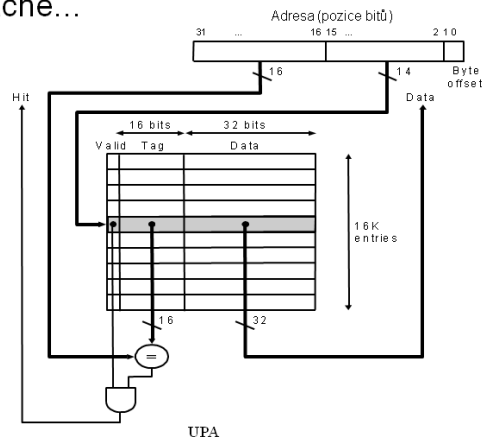 che...
Adresa (pozice bitů)
31 ... 16 15 ... 2 1 0
16 14 Byte offset
Hit Data
16 bits 32 bits
Valid Tag Data
16K entries
16 32
=
UPA